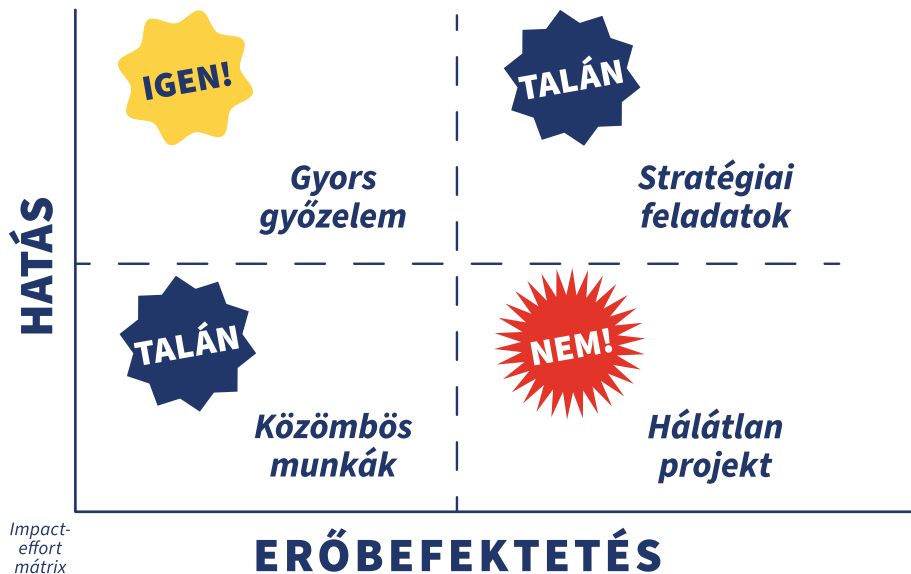 IGEN!
TALÁN
Gyors
győzelem
Stratégiai
feladatok
HATÁS
TALÁN
NEM!
Közömbös
munkák
Hálátlan
projekt
Impact-
effort
mátrix
ERŐBEFEKTETÉS